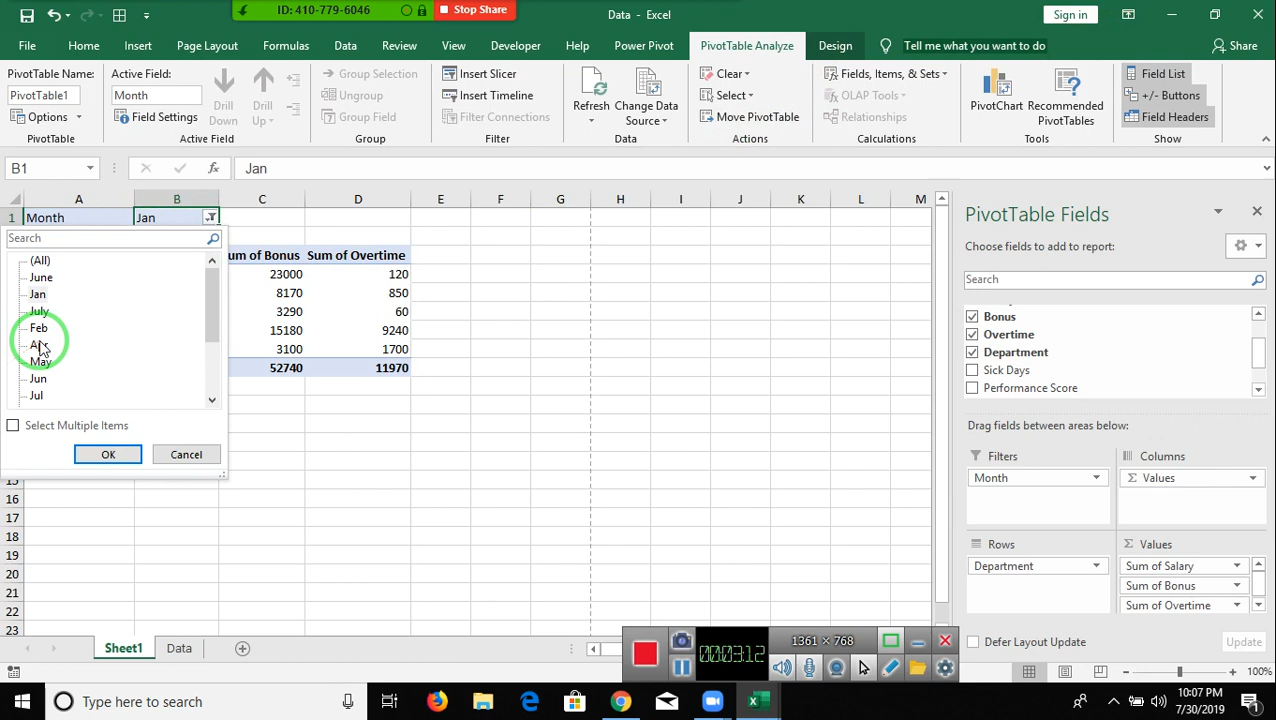 ID: 410-779-6046
Stop Share
Data - Excel
Sign in
File
Home
Insert
Page Layout
Formulas
Data
Review
View
Developer
Help
Power Pivot
PivotTable Analyze
Design
Tell me what you want to do
Share
PivotTable Name:
PivotTable1
Options
PivotTable
Active Field:
Month
Field Settings
Drill Down
Drill Up
Active Field
Group Selection
Ungroup
Group Field
Group
Insert Slicer
Insert Timeline
Filter Connections
Filter
Refresh
Change Data Source
Data
Clear
Select
Move PivotTable
Actions
Fields, Items, & Sets
OLAP Tools
Relationships
Calculations
PivotChart
Recommended PivotTables
Tools
Field List
+/- Buttons
Field Headers
Show
B1
fx
Jan
A B C D E F G H I J K L M
1 Month Jan
Search
(All)
June
Jan
July
Feb
May
Jun
Jul
Select Multiple Items
OK
Cancel
um of Bonus Sum of Overtime
23000 120
8170 850
3290 60
15180 9240
3100 1700
52740 11970
16
17
18
19
20
21
22
23
PivotTable Fields
Choose fields to add to report:
Search
Bonus
Overtime
Department
Sick Days
Performance Score
Drag fields between areas below:
Filters
Month
Columns
Σ Values
Rows
Department
Σ Values
Sum of Salary
Sum of Bonus
Sum of Overtime
Defer Layout Update
Update
Sheet1
Data
00:03:12
1361 × 768
100%
Type here to search
10:07 PM
7/30/2019
1